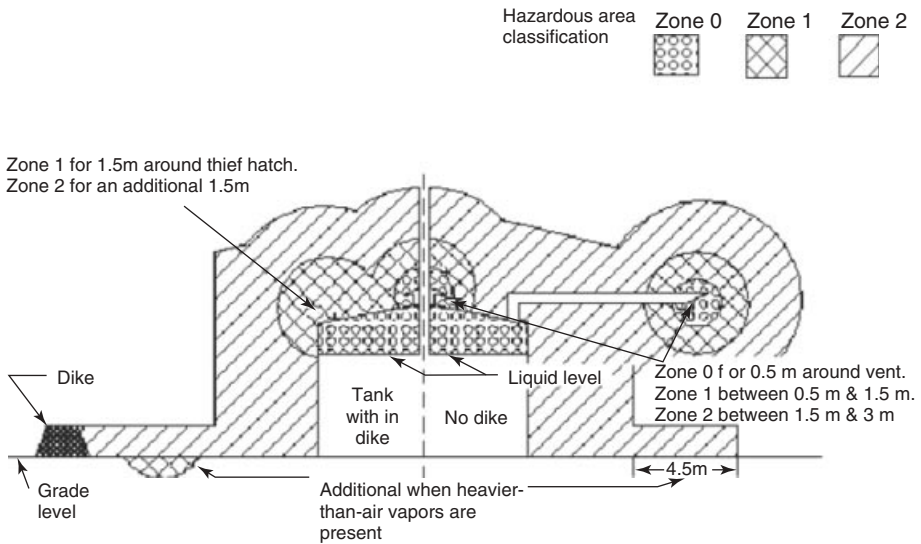 Hazardous area
classification
Zone 0
Zone 1
Zone 2
Zone 1 for 1.5m around thief hatch.
Zone 2 for an additional 1.5m
Dike
Liquid level
Tank
with in
dike
No dike
Zone 0 f or 0.5 m around vent.
Zone 1 between 0.5 m & 1.5 m.
Zone 2 between 1.5 m & 3 m
4.5m
Grade
level
Additional when heavier-
than-air vapors are
present